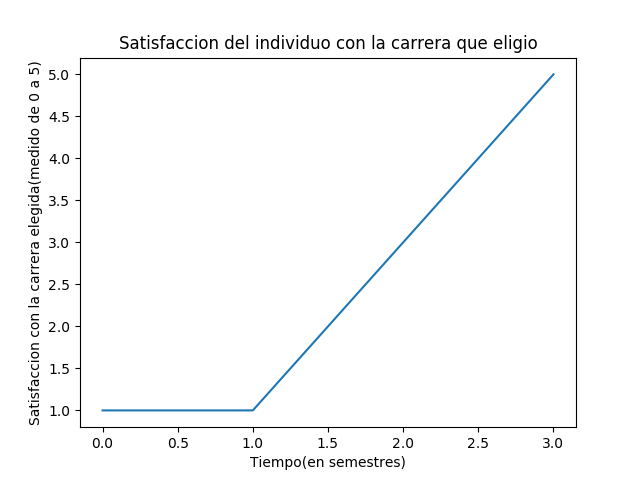 Satisfaccion del individuo con la carrera que eligio
Satisfaccion con la carrera elegida(medido de 0 a 5)
5.0
4.5
4.0
3.5
3.0
2.5
2.0
1.5
1.0
0.0 0.5 1.0 1.5 2.0 2.5 3.0
Tiempo(en semestres)